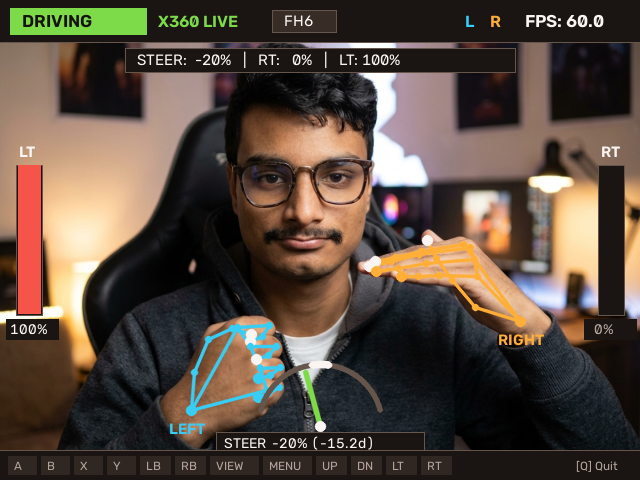 DRIVING X360 LIVE FH6 L R FPS: 60.0
STEER: -20% | RT: 0% | LT: 100%
LT
RT
100%
0%
RIGHT
LEFT
STEER -20% (-15.2d)
A B X Y LB RB VIEW MENU UP DN LT RT [Q] Quit